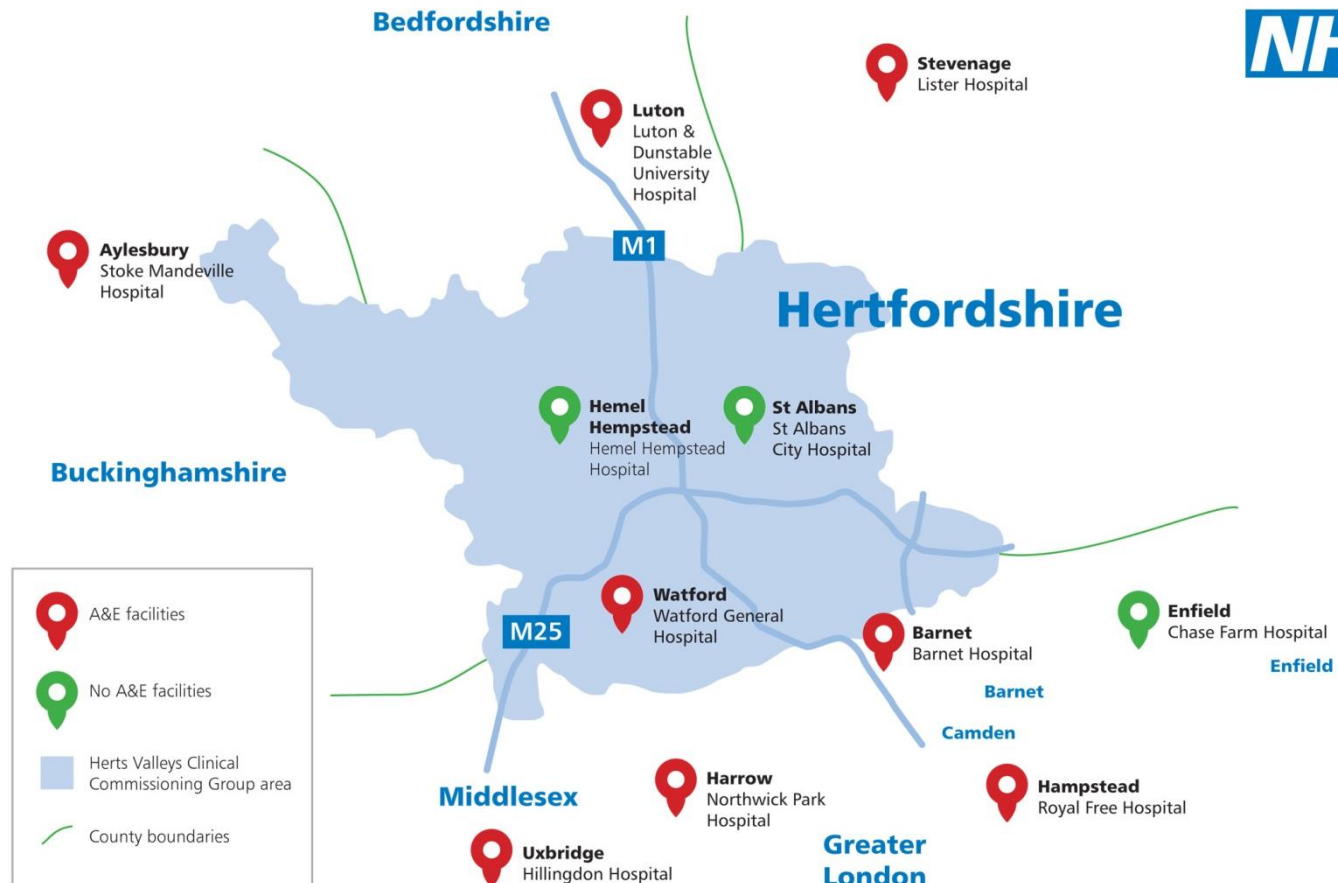 Bedfordshire
NH
Stevenage
Lister Hospital
Luton
Luton &
Dunstable
University
Hospital
M1
Aylesbury
Stoke Mandeville
Hospital
Hertfordshire
Hemel
Hempstead
Hemel Hempstead
Hospital
St Albans
St Albans
City Hospital
Buckinghamshire
Watford
Watford General
Hospital
M25
Barnet
Barnet Hospital
Enfield
Chase Farm Hospital
Enfield
Barnet
Camden
A&E facilities
No A&E facilities
Herts Valleys Clinical
Commissioning Group area
County boundaries
Middlesex
Harrow
Northwick Park
Hospital
Hampstead
Royal Free Hospital
Uxbridge
Hillingdon Hospital
Greater
London